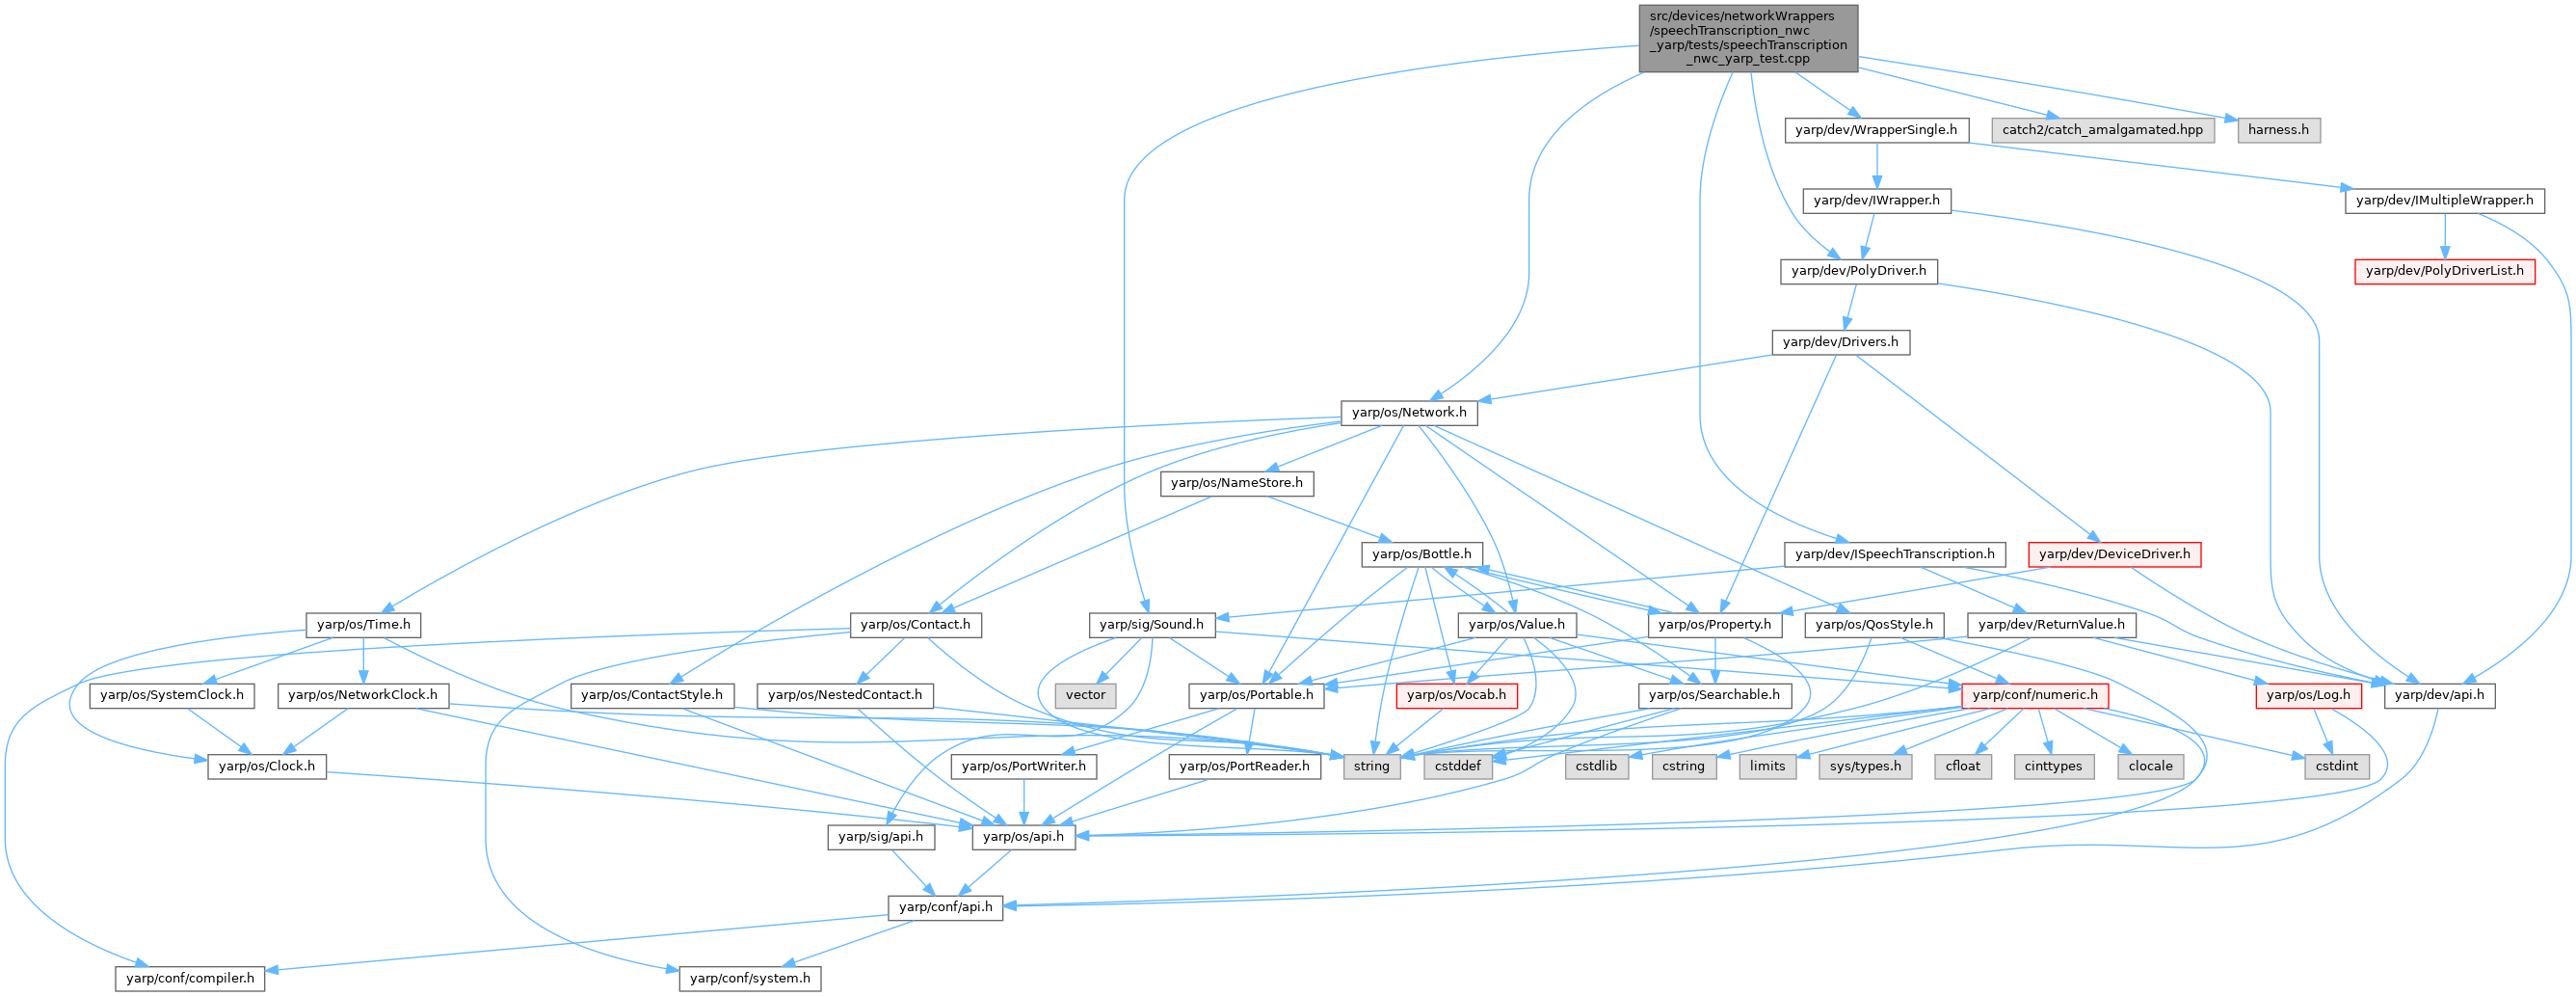 src/devices/networkWrappers
/speechTranscription_nwc
_yarp/tests/speechTranscription
_nwc_yarp_test.cpp
yarp/dev/WrapperSingle.h
catch2/catch_amalgamated.hpp
harness.h
yarp/dev/IWrapper.h
yarp/dev/IMultipleWrapper.h
yarp/dev/PolyDriver.h
yarp/dev/PolyDriverList.h
yarp/dev/Drivers.h
yarp/os/Network.h
yarp/os/NameStore.h
yarp/os/Bottle.h
yarp/dev/ISpeechTranscription.h
yarp/dev/DeviceDriver.h
yarp/os/Time.h
yarp/os/Contact.h
yarp/sig/Sound.h
yarp/os/Value.h
yarp/os/Property.h
yarp/os/QosStyle.h
yarp/dev/ReturnValue.h
yarp/os/SystemClock.h
yarp/os/NetworkClock.h
yarp/os/ContactStyle.h
yarp/os/NestedContact.h
vector
yarp/os/Portable.h
yarp/os/Vocab.h
yarp/os/Searchable.h
yarp/conf/numeric.h
yarp/os/Log.h
yarp/dev/api.h
yarp/os/Clock.h
yarp/os/PortWriter.h
yarp/os/PortReader.h
string
cstddef
cstdlib
cstring
limits
sys/types.h
cfloat
cinttypes
clocale
cstdint
yarp/sig/api.h
yarp/os/api.h
yarp/conf/api.h
yarp/conf/compiler.h
yarp/conf/system.h